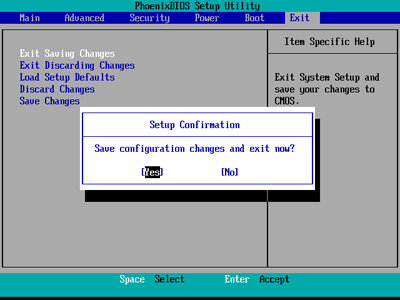 PhoenixBIOS Setup Utility
Main Advanced Security Power Boot Exit
Exit Saving Changes
Exit Discarding Changes
Load Setup Defaults
Discard Changes
Save Changes
Item Specific Help
Exit System Setup and
save your changes to
CMOS.
Setup Confirmation
Save configuration changes and exit now?
[Yes] [No]
Space Select Enter Accept